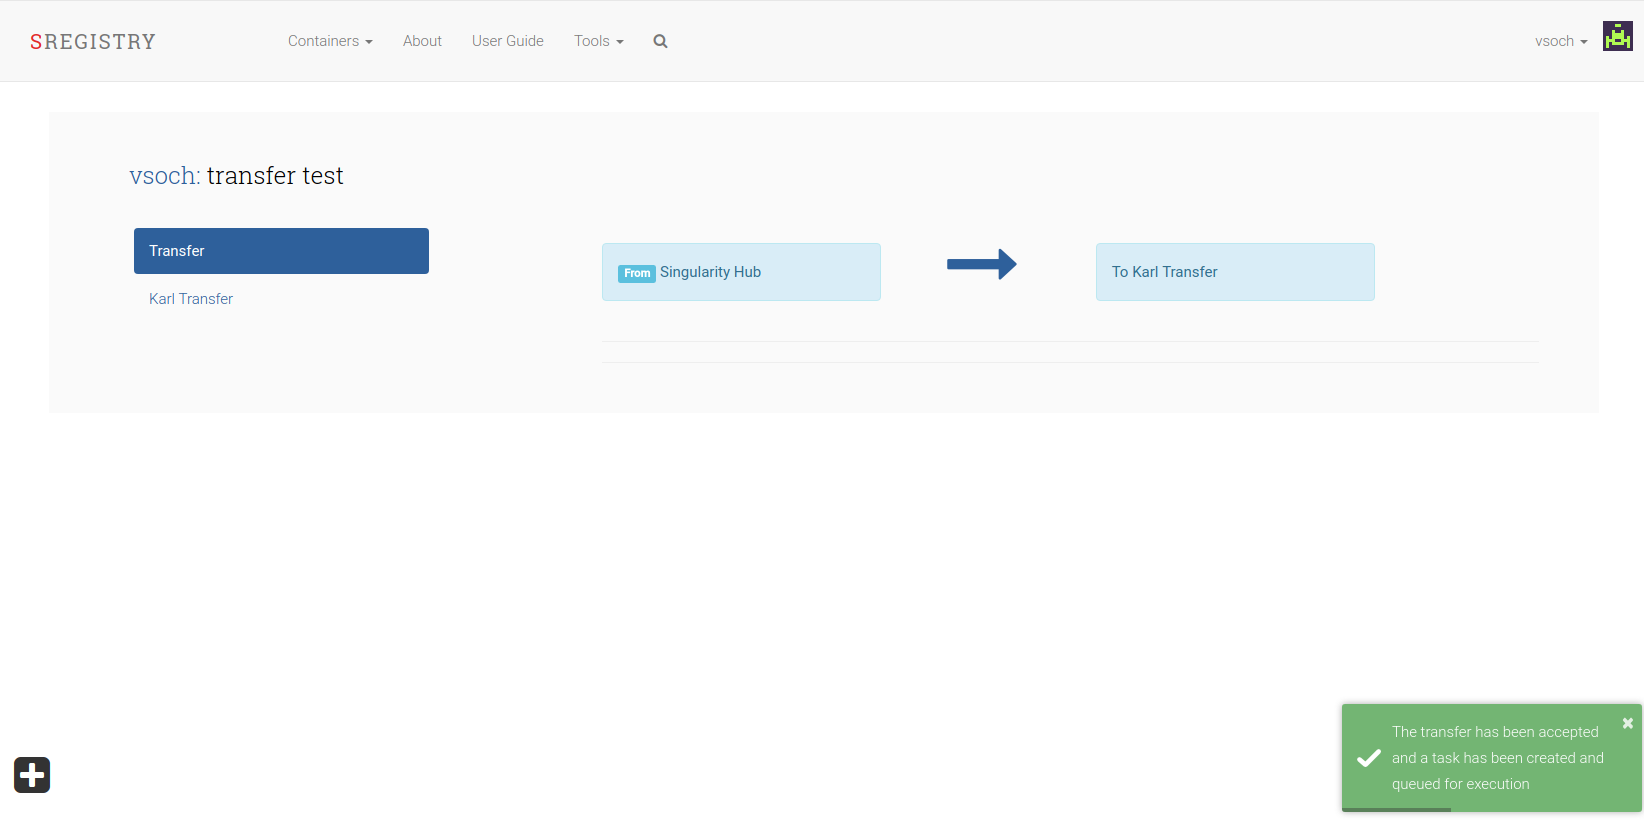 SREGISTRY Containers About User Guide Tools vsoch
vsoch: transfer test
Transfer
Karl Transfer
From Singularity Hub
To Karl Transfer
The transfer has been accepted
and a task has been created and
queued for execution